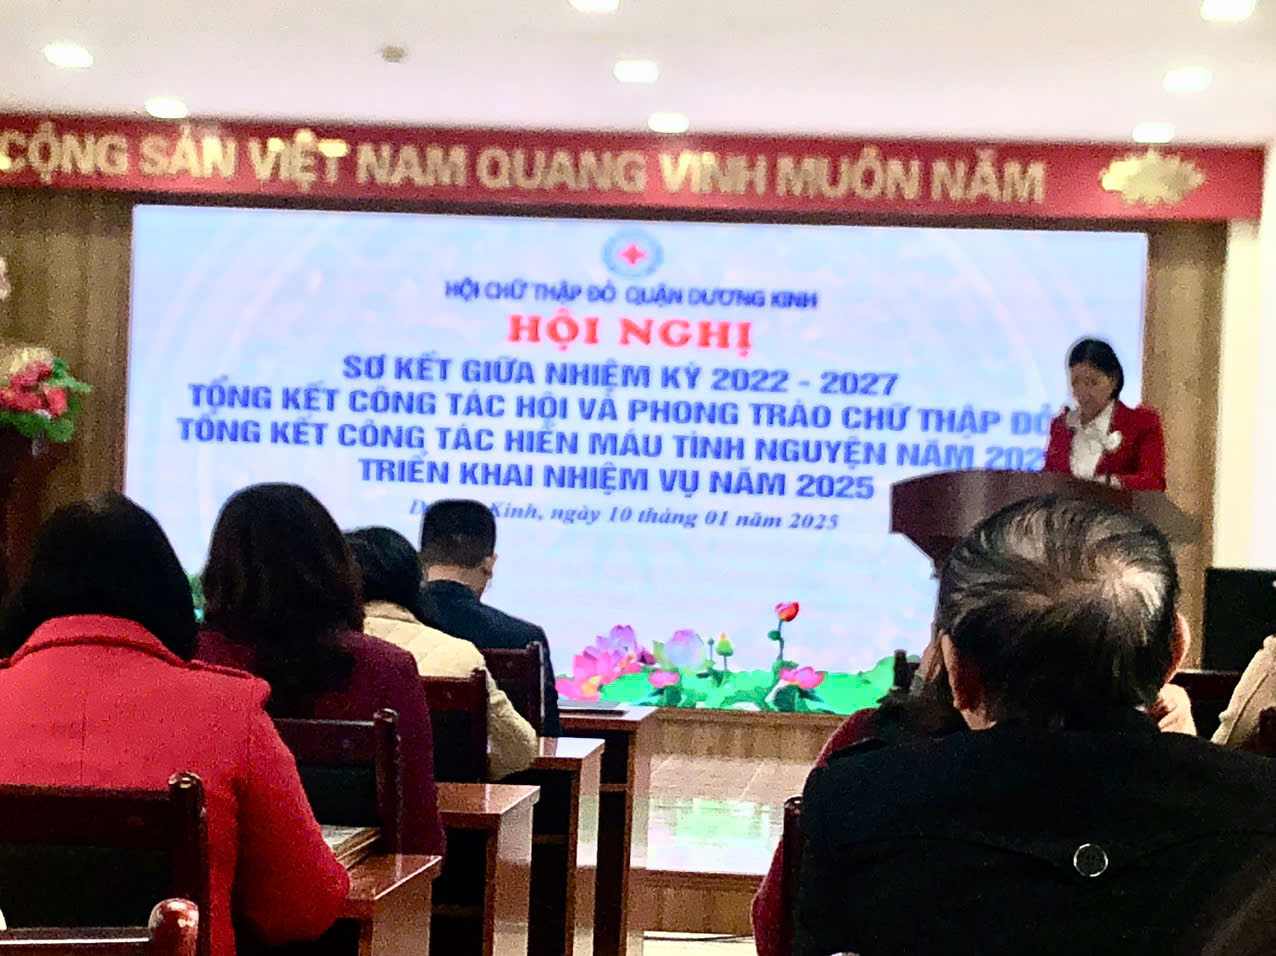 CỘNG SẢN VIỆT NAM QUANG VINH MUÔN NĂM
HỘI CHỮ THẬP ĐỎ QUẬN DƯƠNG KINH
HỘI NGHỊ
SƠ KẾT GIỮA NHIỆM KỲ 2022 - 2027
TỔNG KẾT CÔNG TÁC HỘI VÀ PHONG TRÀO CHỮ THẬP ĐỎ
TỔNG KẾT CÔNG TÁC HIẾN MÁU TÌNH NGUYỆN NĂM
TRIỂN KHAI NHIỆM VỤ NĂM 2025
Kinh, ngày 10 tháng 01 năm 2025